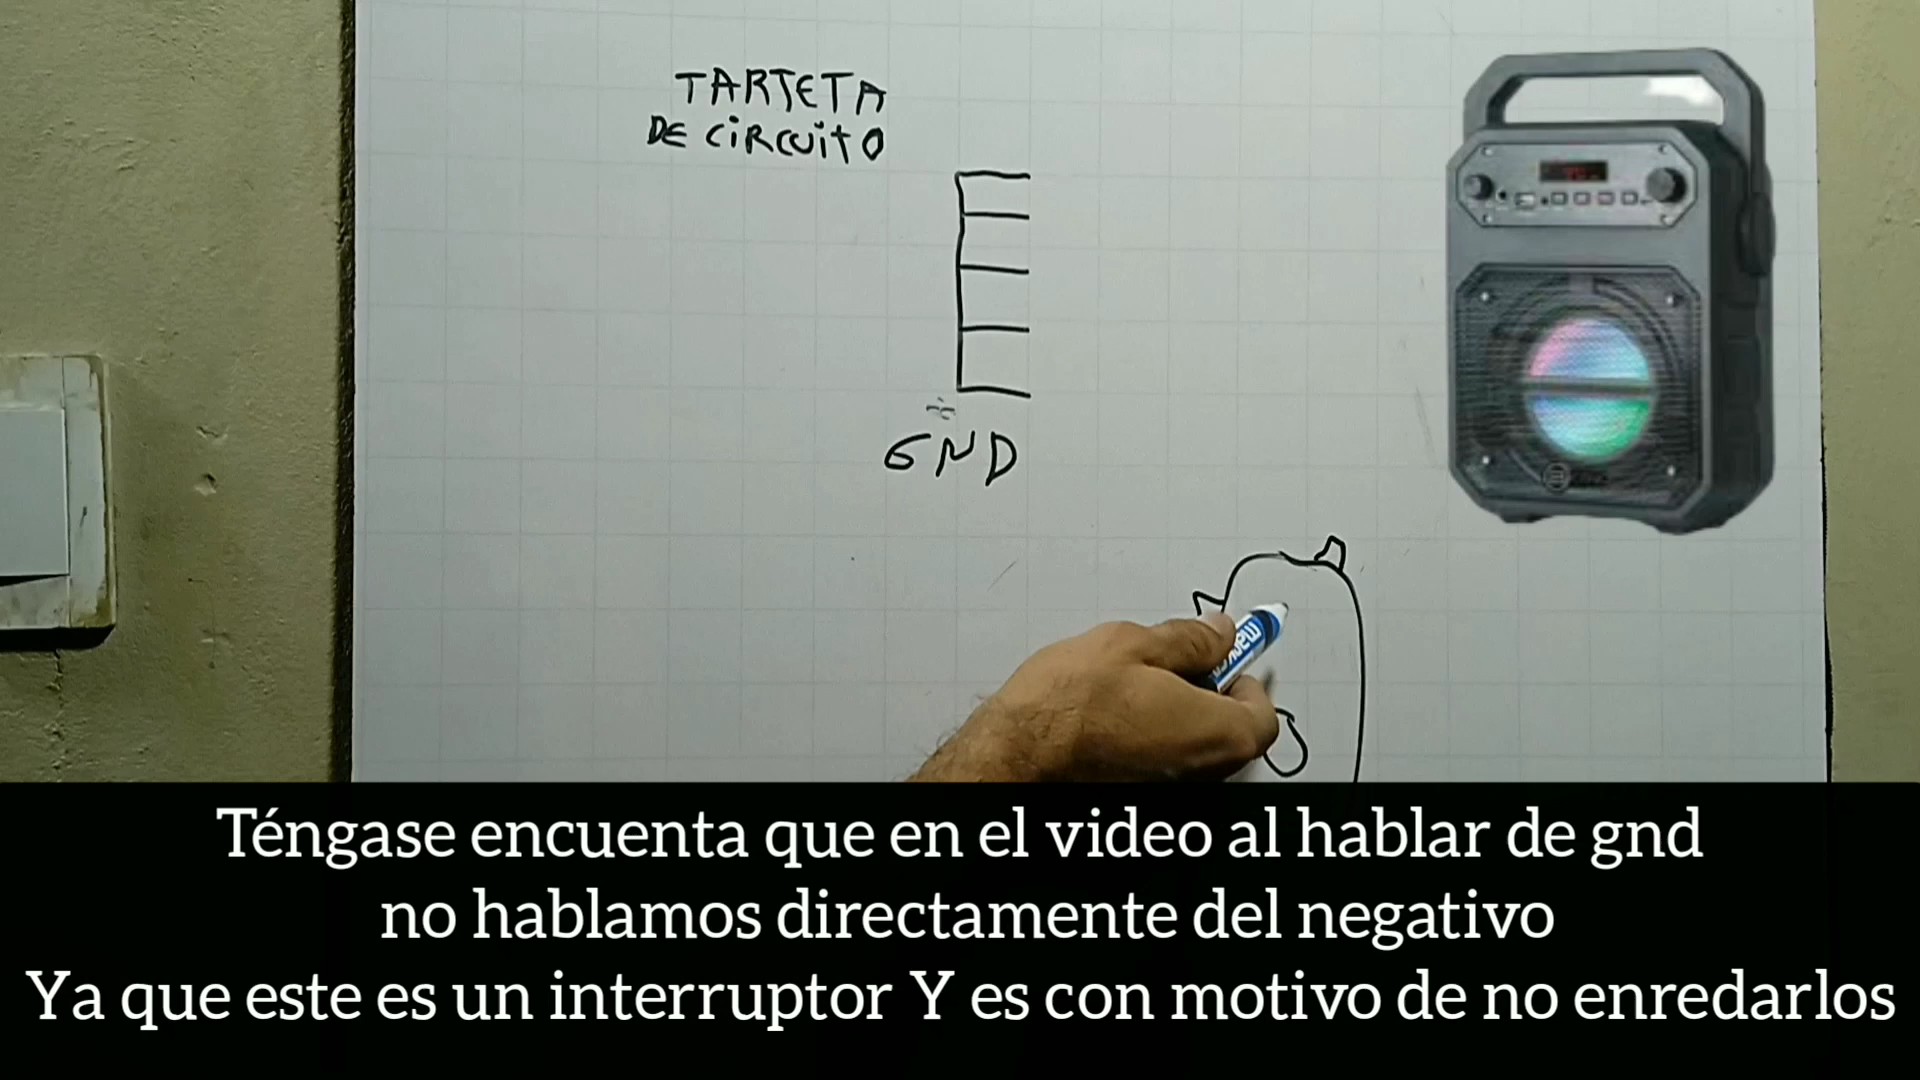 TARJETA
DE CiRCUitO
GND
Téngase encuenta que en el video al hablar de gnd
no hablamos directamente del negativo
Ya que este es un interruptor Y es con motivo de no enredarlos